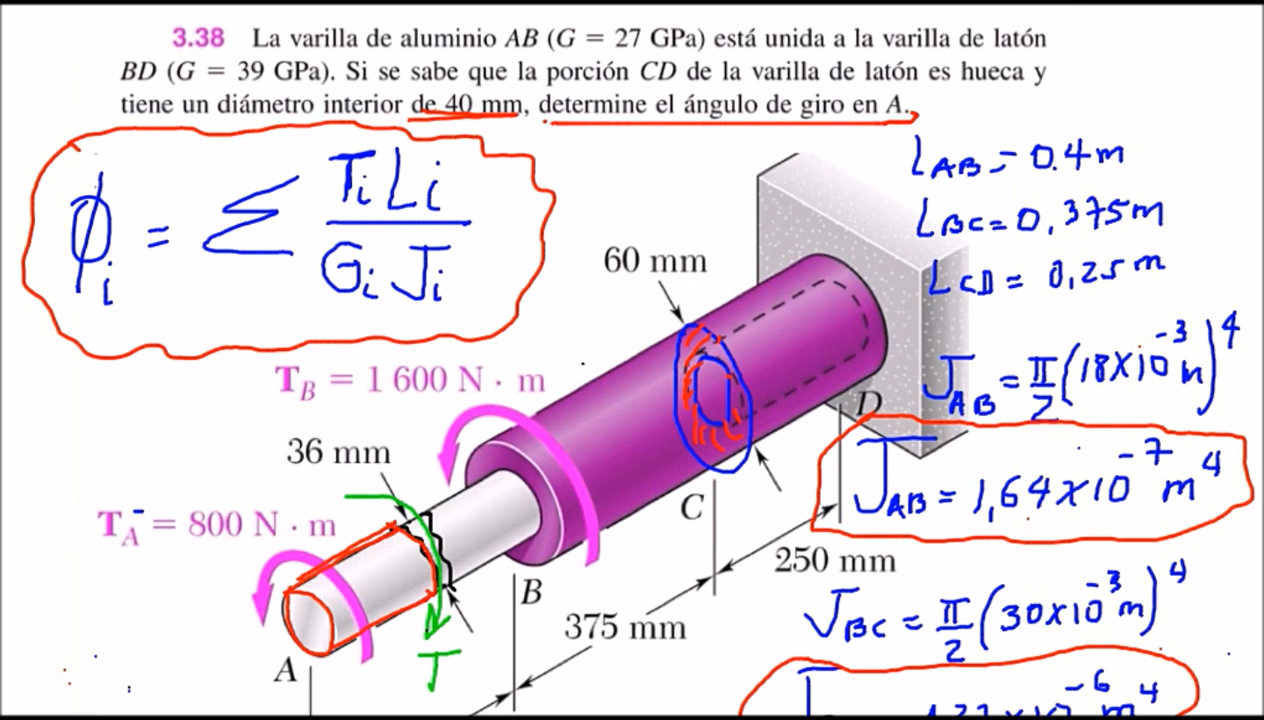 3.38 La varilla de aluminio AB (G = 27 GPa) está unida a la varilla de latón
BD (G = 39 GPa). Si se sabe que la porción CD de la varilla de latón es hueca y
tiene un diámetro interior de 40 mm, determine el ángulo de giro en A.
ϕi = Σ TiLi / GiJi
LAB = 0.4m
LBC = 0,375m
LCD = 0,25m
60 mm
JAB = π/2 (18x10⁻³m)⁴
TB = 1 600 N · m
D
36 mm
JAB = 1,64x10⁻⁷ m⁴
C
TA = 800 N · m
250 mm
B
JBC = π/2 (30x10⁻³m)⁴
375 mm
T
A